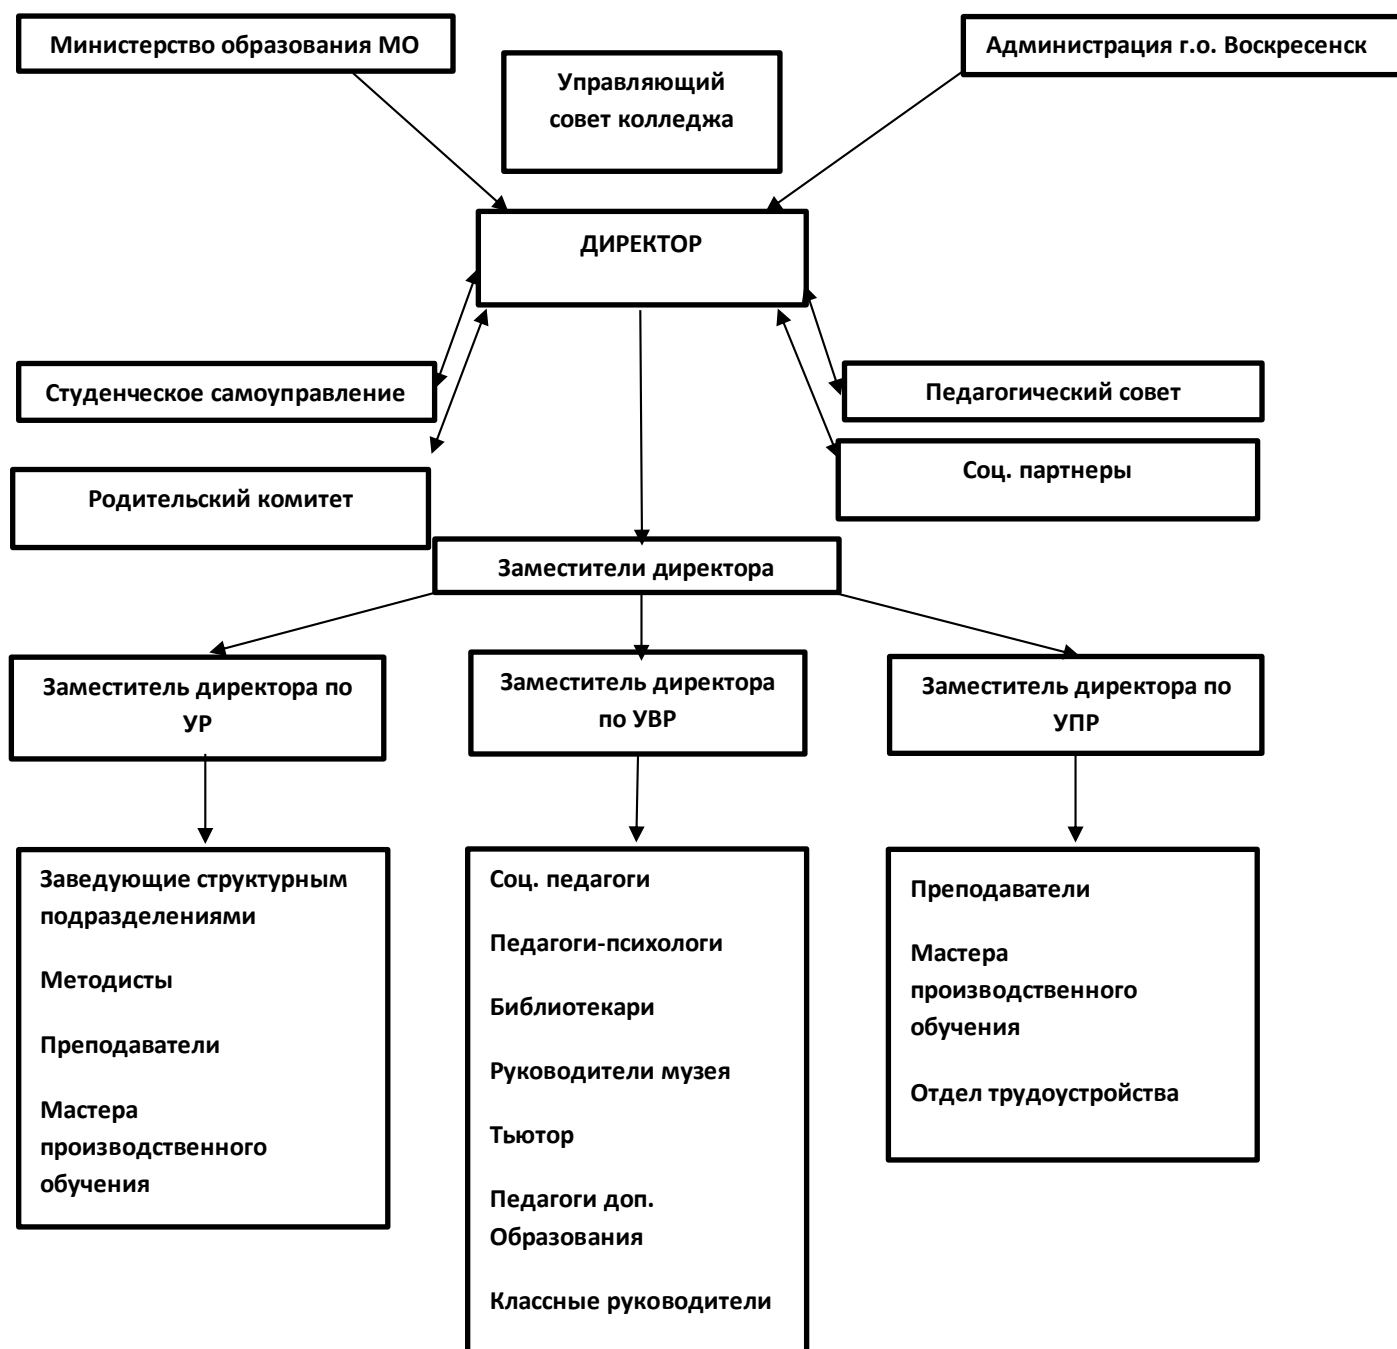 Министерство образования МО
Администрация г.о. Воскресенск
Управляющий
совет колледжа
ДИРЕКТОР
Студенческое самоуправление
Педагогический совет
Родительский комитет
Соц. партнеры
Заместители директора
Заместитель директора по
УР
Заместитель директора
по УВР
Заместитель директора по
УПР
Заведующие структурным
подразделениями
Методисты
Преподаватели
Мастера
производственного
обучения
Соц. педагоги
Педагоги-психологи
Библиотекари
Руководители музея
Тьютор
Педагоги доп.
Образования
Классные руководители
Преподаватели
Мастера
производственного
обучения
Отдел трудоустройства